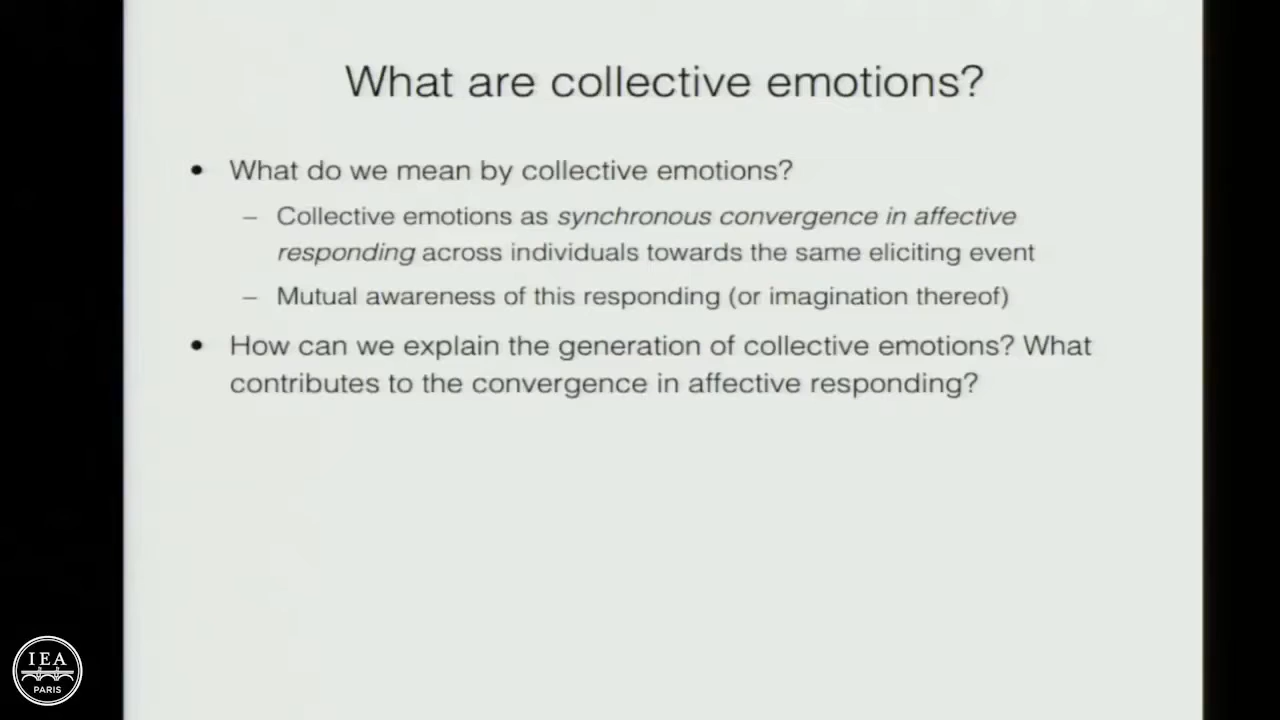 What are collective emotions?
• What do we mean by collective emotions?
– Collective emotions as synchronous convergence in affective
responding across individuals towards the same eliciting event
– Mutual awareness of this responding (or imagination thereof)
• How can we explain the generation of collective emotions? What
contributes to the convergence in affective responding?
IEA
PARIS